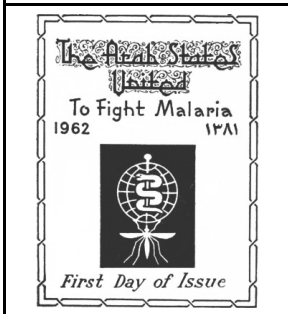 The Arab States
United
To Fight Malaria
1962 ١٣٨١
First Day of Issue